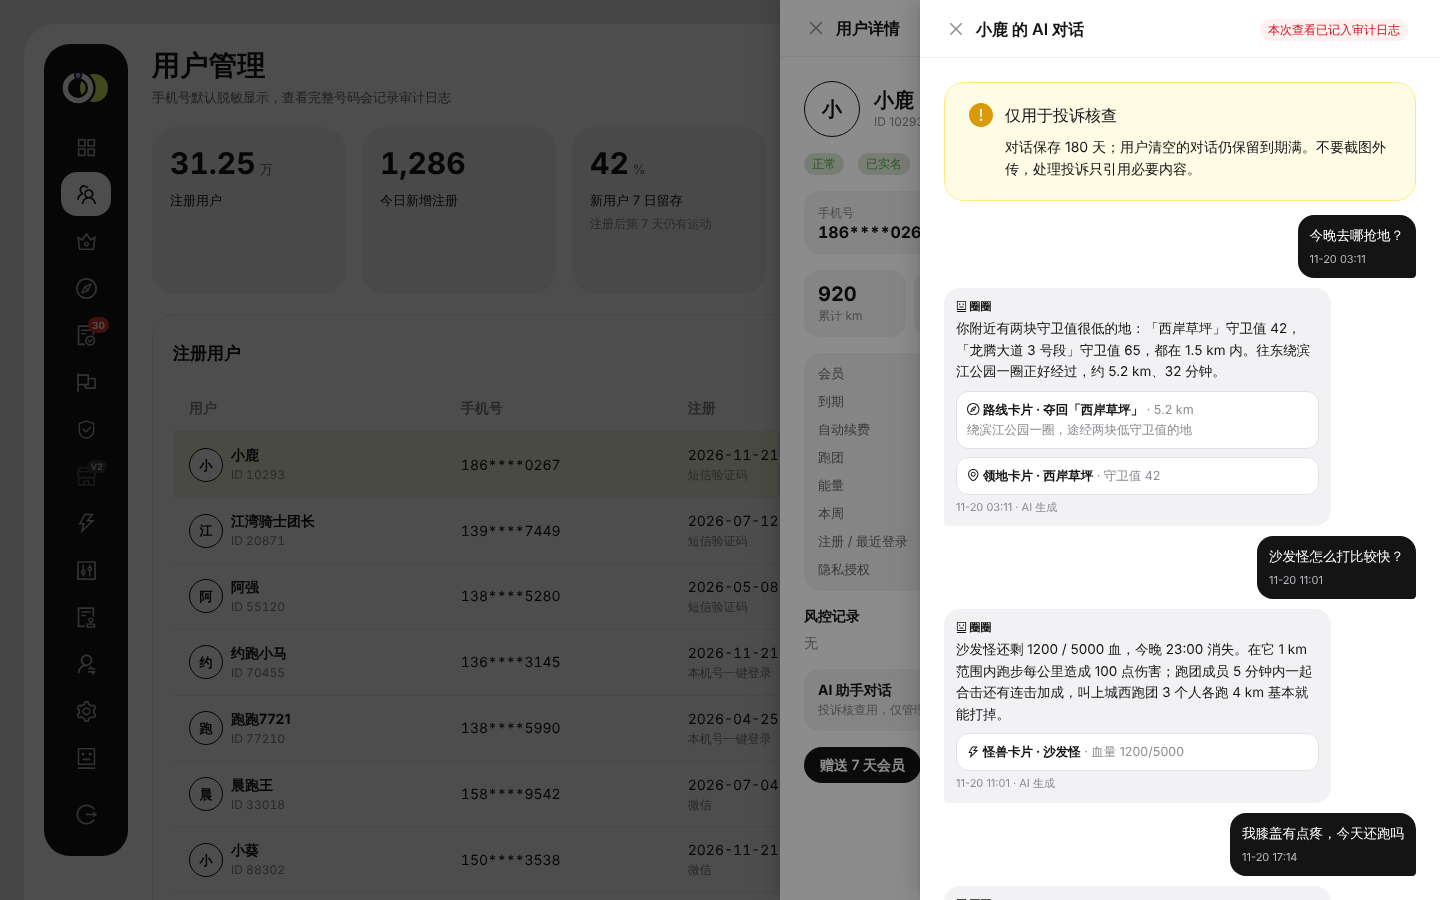 用户管理
手机号默认脱敏显示，查看完整号码会记录审计日志
31.25 万
注册用户
1,286
今日新增注册
42 %
新用户 7 日留存
注册后第 7 天仍有运动
30
V2
注册用户
用户 手机号 注册
小 小鹿 ID 10293 186****0267 2026-11-21 短信验证码
江 江湾骑士团长 ID 20871 139****7449 2026-07-12 短信验证码
阿 阿强 ID 55120 138****5280 2026-05-08 短信验证码
约 约跑小马 ID 70455 136****3145 2026-11-21 本机号一键登录
跑 跑跑7721 ID 77210 138****5990 2026-04-25 本机号一键登录
晨 晨跑王 ID 33018 158****9542 2026-07-04 微信
小 小葵 ID 88302 150****3538 2026-11-21 微信
用户详情
小 小鹿
ID 10293
正常 已实名
手机号
186****026
920
累计 km
会员
到期
自动续费
跑团
能量
本周
注册 / 最近登录
隐私授权
风控记录
无
AI 助手对话
投诉核查用，仅管理
赠送 7 天会员
小鹿 的 AI 对话
本次查看已记入审计日志
仅用于投诉核查
对话保存 180 天；用户清空的对话仍保留到期满。不要截图外
传，处理投诉只引用必要内容。
今晚去哪抢地？
11-20 03:11
圈圈
你附近有两块守卫值很低的地：「西岸草坪」守卫值 42，
「龙腾大道 3 号段」守卫值 65，都在 1.5 km 内。往东绕滨
江公园一圈正好经过，约 5.2 km、32 分钟。
路线卡片 · 夺回「西岸草坪」 · 5.2 km
绕滨江公园一圈，途经两块低守卫值的地
领地卡片 · 西岸草坪 · 守卫值 42
11-20 03:11 · AI 生成
沙发怪怎么打比较快？
11-20 11:01
圈圈
沙发怪还剩 1200 / 5000 血，今晚 23:00 消失。在它 1 km
范围内跑步每公里造成 100 点伤害；跑团成员 5 分钟内一起
合击还有连击加成，叫上城西跑团 3 个人各跑 4 km 基本就
能打掉。
怪兽卡片 · 沙发怪 · 血量 1200/5000
11-20 11:01 · AI 生成
我膝盖有点疼，今天还跑吗
11-20 17:14